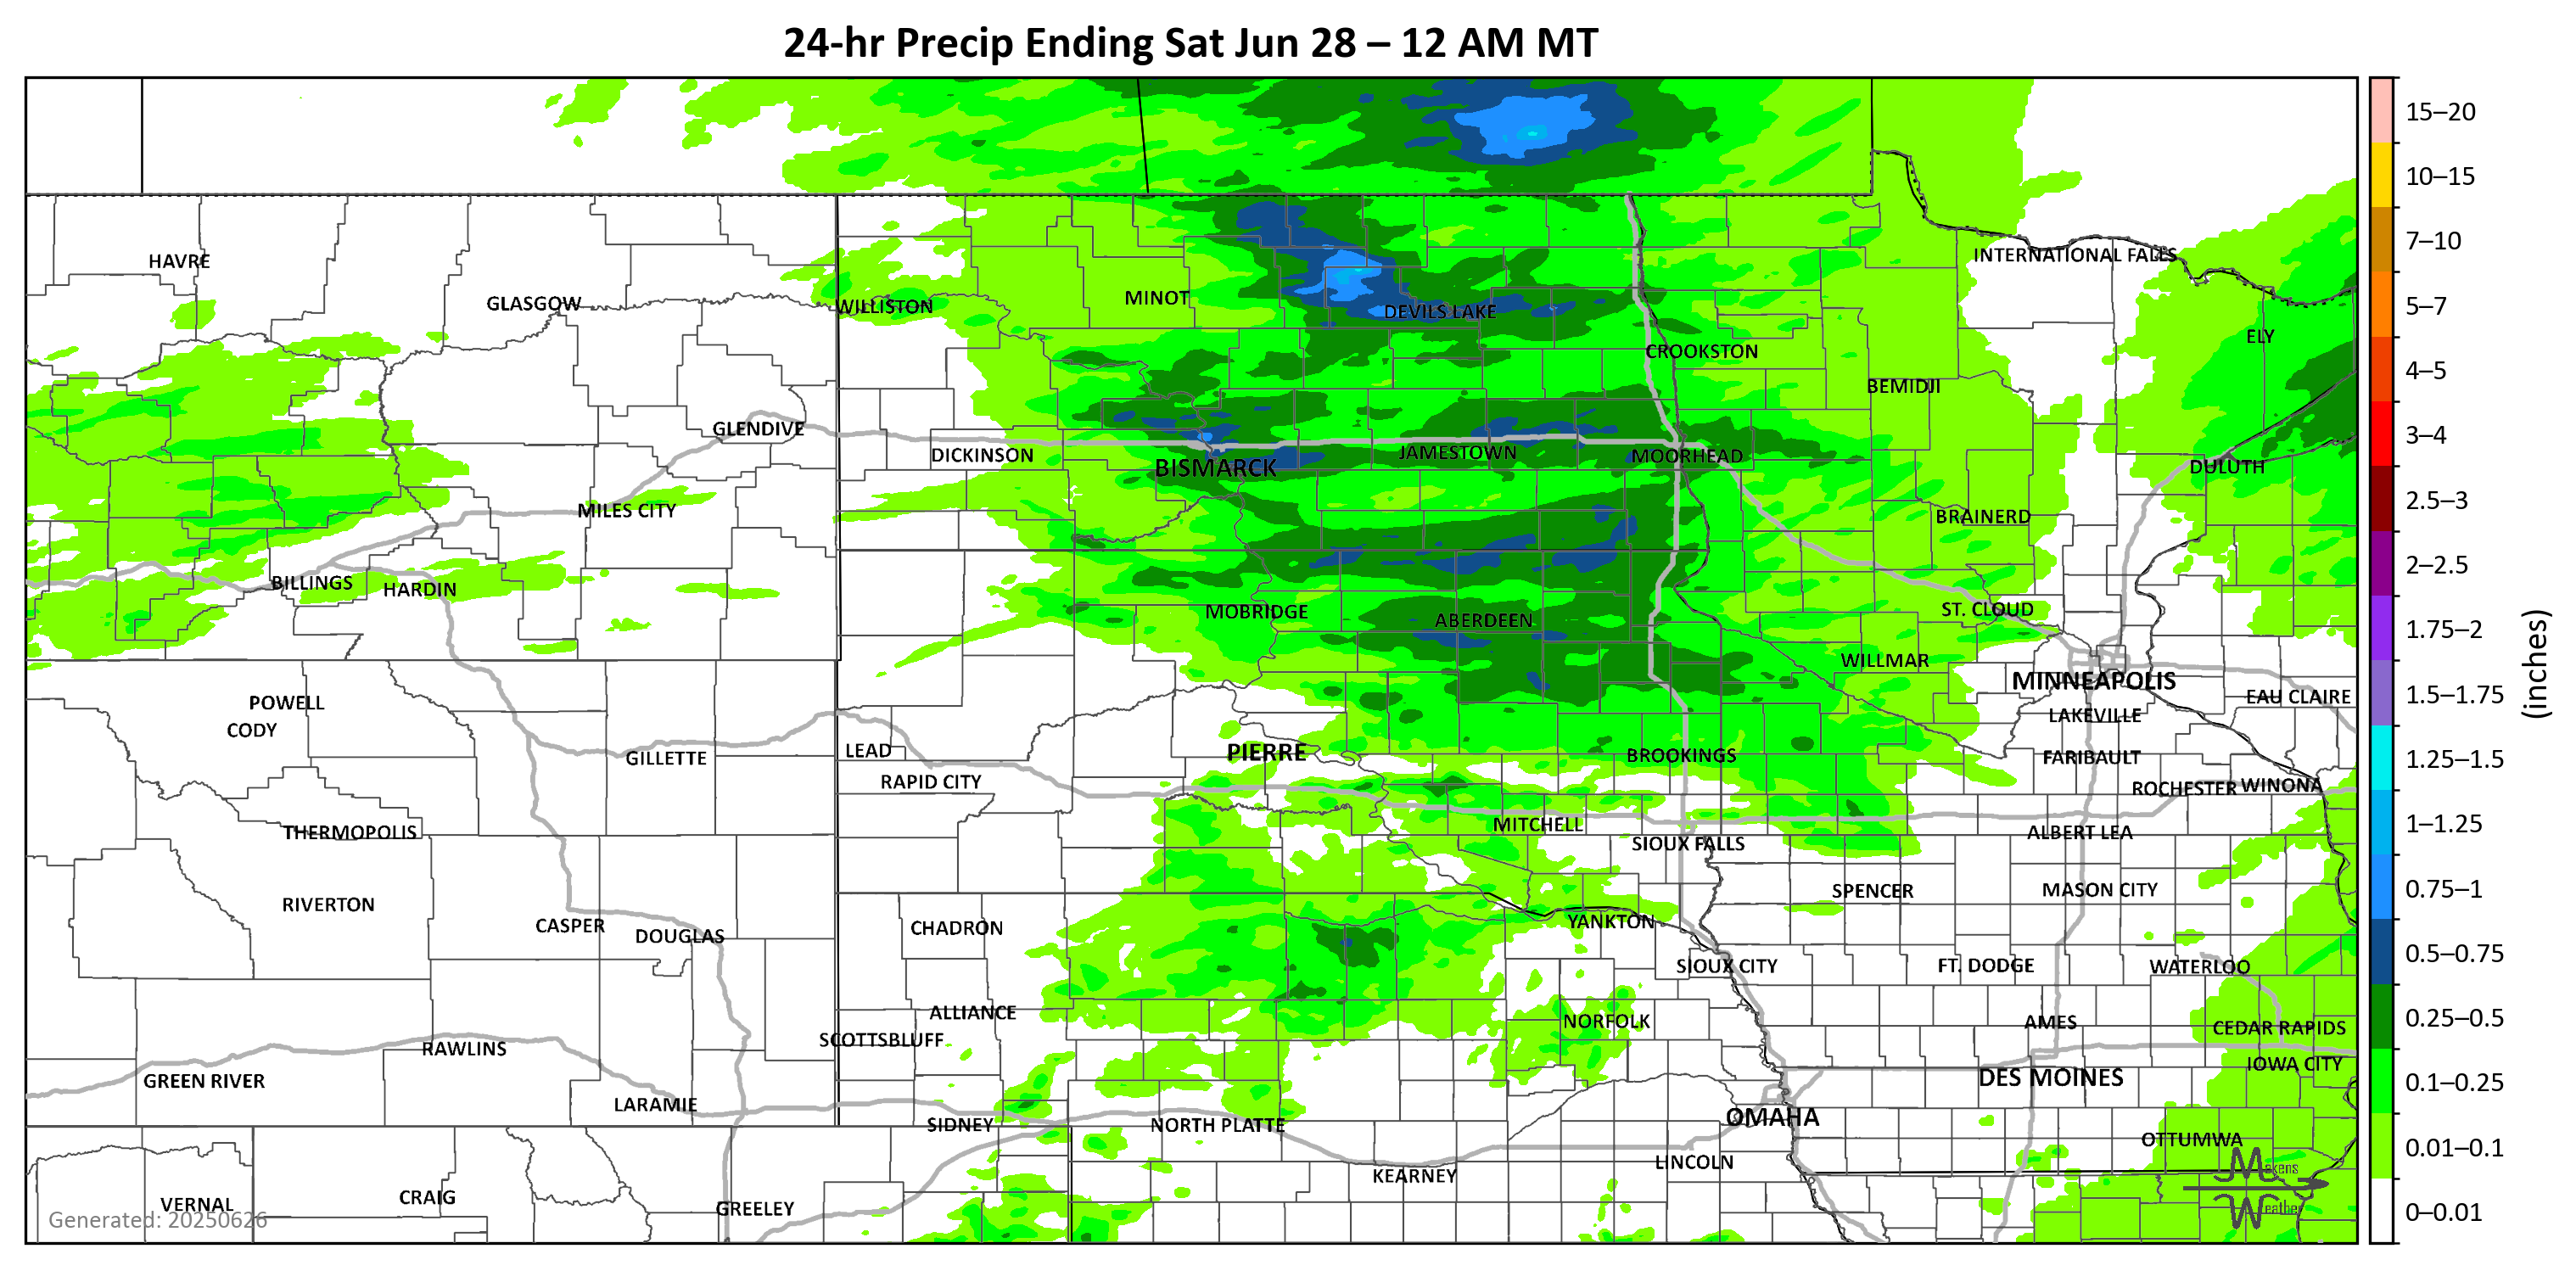 24-hr Precip Ending Sat Jun 28 – 12 AM MT
15–20
10–15
7–10
5–7
4–5
3–4
2.5–3
2–2.5
1.75–2
1.5–1.75
1.25–1.5
1–1.25
0.75–1
0.5–0.75
0.25–0.5
0.1–0.25
0.01–0.1
0–0.01
(inches)
HAVRE
INTERNATIONAL FALLS
GLASGOW
WILLISTON
MINOT
DEVILS LAKE
ELY
CROOKSTON
BEMIDJI
GLENDIVE
DICKINSON
BISMARCK
JAMESTOWN
MOORHEAD
DULUTH
MILES CITY
BRAINERD
BILLINGS
HARDIN
MOBRIDGE
ABERDEEN
ST. CLOUD
WILLMAR
MINNEAPOLIS
EAU CLAIRE
POWELL
CODY
LAKEVILLE
GILLETTE
LEAD
PIERRE
BROOKINGS
FARIBAULT
RAPID CITY
ROCHESTER
WINONA
THERMOPOLIS
MITCHELL
ALBERT LEA
SIOUX FALLS
RIVERTON
SPENCER
MASON CITY
CASPER
DOUGLAS
CHADRON
YANKTON
SIOUX CITY
FT. DODGE
WATERLOO
ALLIANCE
NORFOLK
AMES
CEDAR RAPIDS
SCOTTSBLUFF
RAWLINS
IOWA CITY
GREEN RIVER
DES MOINES
LARAMIE
SIDNEY
NORTH PLATTE
OMAHA
OTTUMWA
LINCOLN
KEARNEY
VERNAL
CRAIG
GREELEY
Makens
Weather
Generated: 20250626